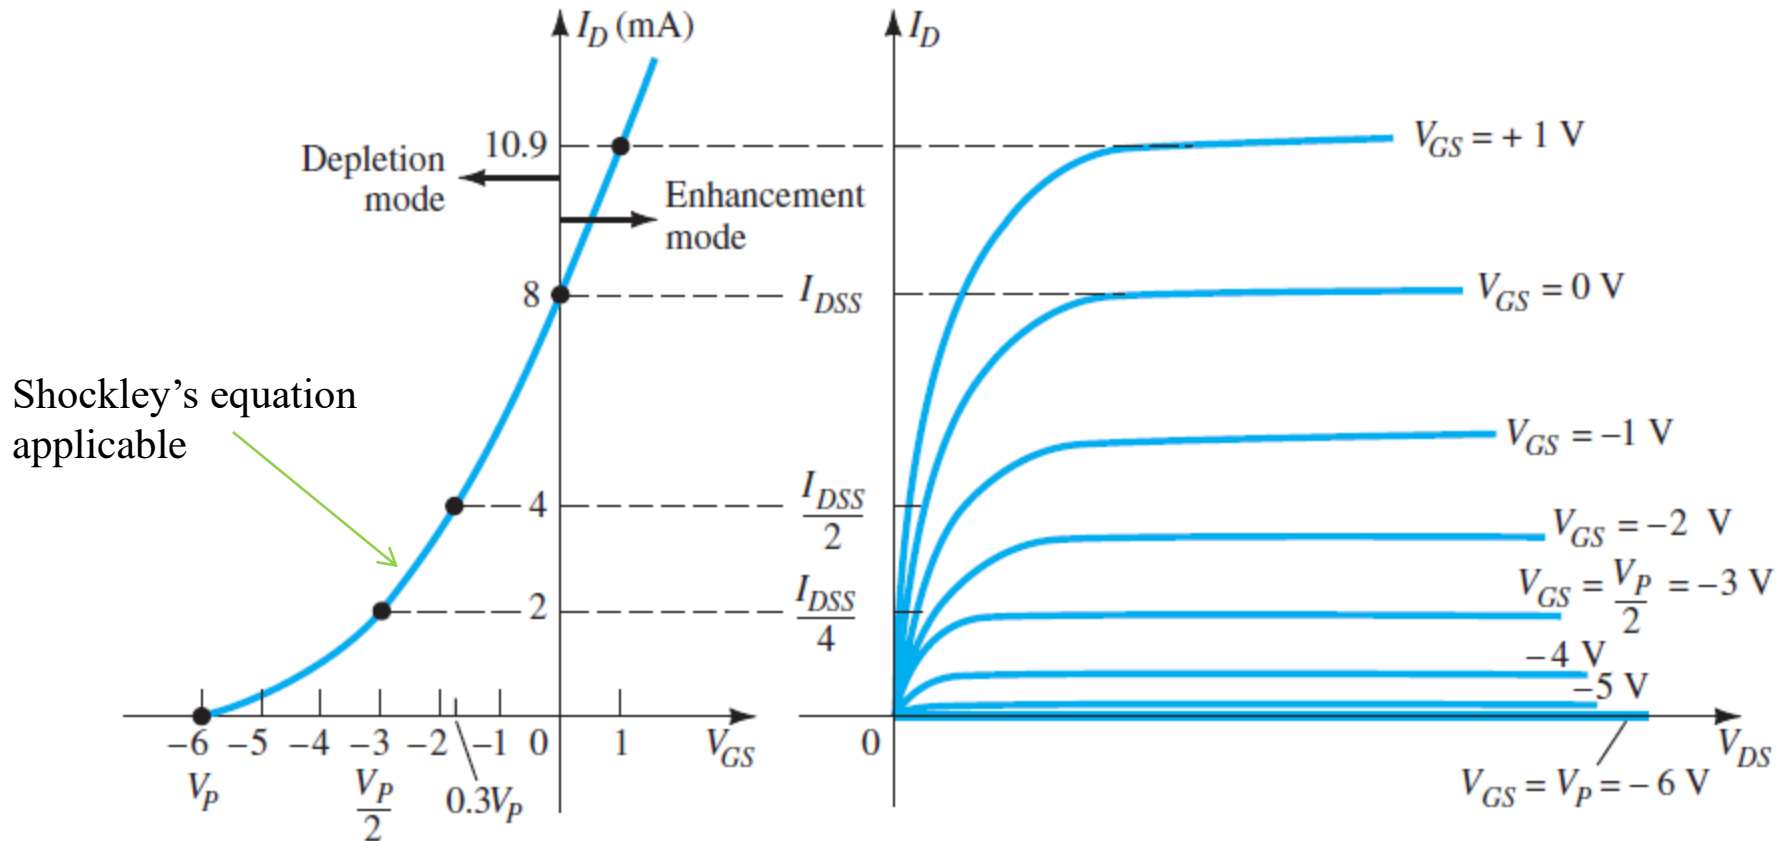 I_D (mA)
10.9
Depletion
mode
Enhancement
mode
8
I_DSS
Shockley’s equation
applicable
4
I_DSS
2
2
I_DSS
4
–6 –5 –4 –3 –2 –1 0 1 V_GS
V_P
V_P
2
0.3V_P
I_D
V_GS = + 1 V
V_GS = 0 V
V_GS = –1 V
V_GS = –2 V
V_GS = V_P/2 = –3 V
– 4 V
–5 V
0
V_DS
V_GS = V_P = – 6 V